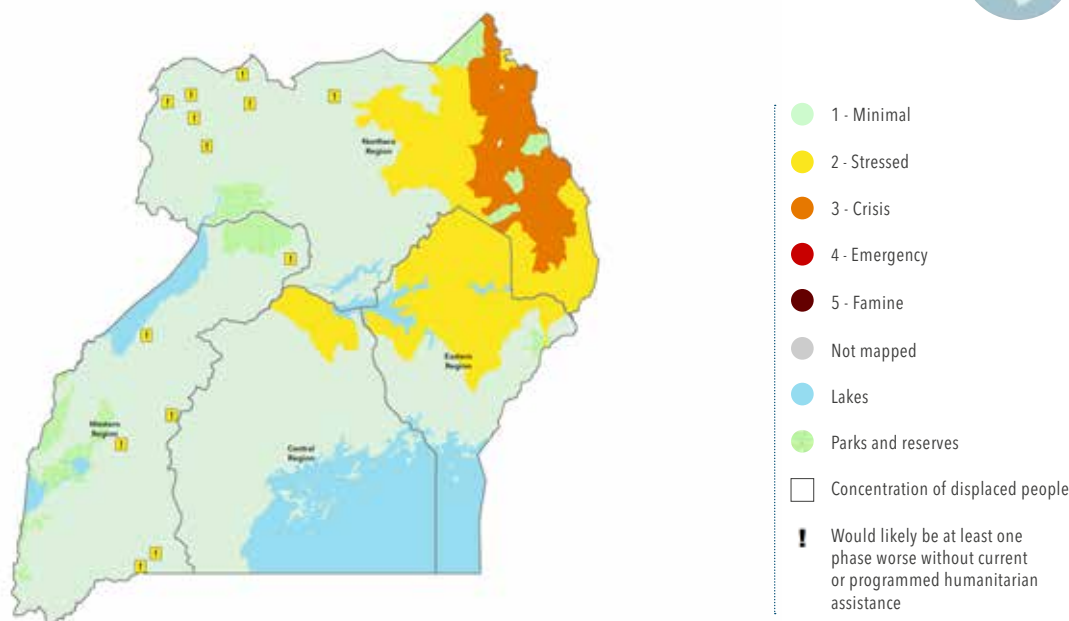 Northern
Region
Eastern
Region
Western
Region
Central
Region
1 - Minimal
2 - Stressed
3 - Crisis
4 - Emergency
5 - Famine
Not mapped
Lakes
Parks and reserves
Concentration of displaced people
! Would likely be at least one
phase worse without current
or programmed humanitarian
assistance